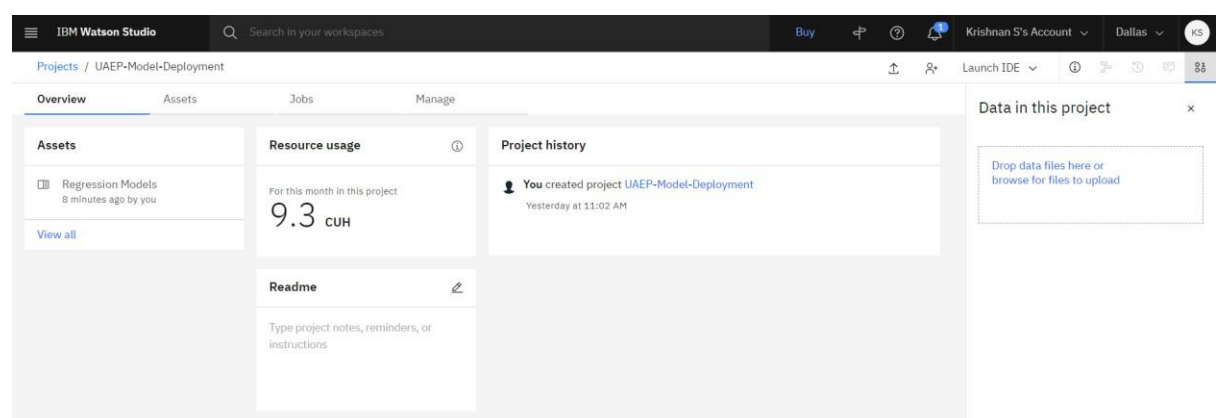 IBM Watson Studio
Search in your workspaces
Buy
1
Krishnan S's Account
Dallas
KS
Projects / UAEP-Model-Deployment
Launch IDE
Overview
Assets
Jobs
Manage
Assets
Regression Models
8 minutes ago by you
View all
Resource usage
For this month in this project
9.3 CUH
Readme
Type project notes, reminders, or
instructions
Project history
You created project UAEP-Model-Deployment
Yesterday at 11:02 AM
Data in this project
Drop data files here or
browse for files to upload